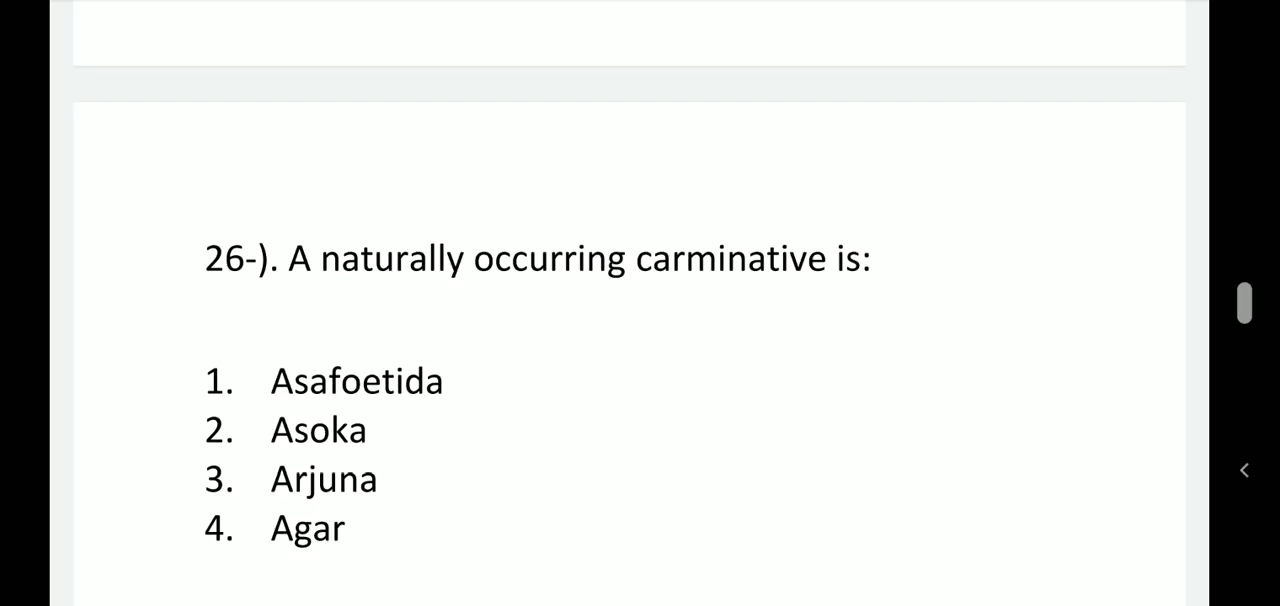 26-). A naturally occurring carminative is:
1. Asafoetida
2. Asoka
3. Arjuna
4. Agar